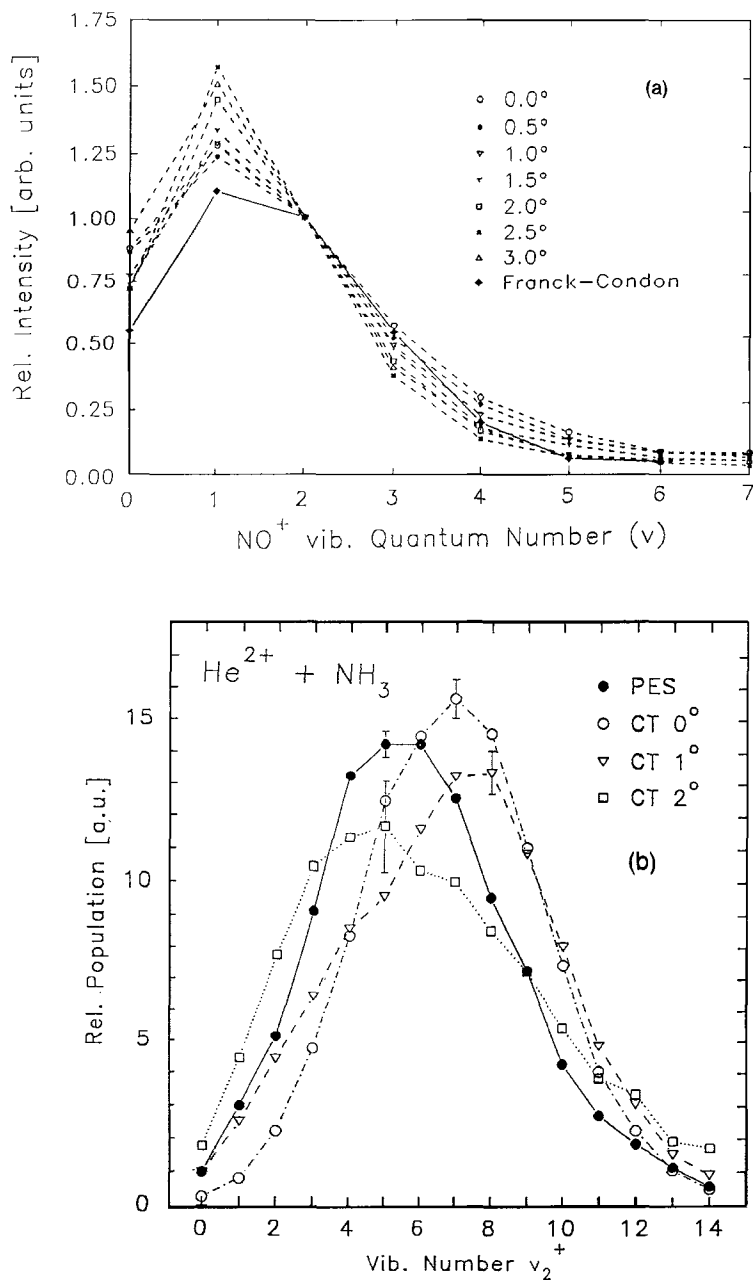 1.75
1.50
1.25
1.00
0.75
0.50
0.25
0.00
Rel. Intensity [arb. units]
(a)
0.0°
0.5°
1.0°
1.5°
2.0°
2.5°
3.0°
Franck-Condon
0 1 2 3 4 5 6 7
NO+ vib. Quantum Number (v)
He2+ + NH3
PES
CT 0°
CT 1°
CT 2°
(b)
15
10
5
0
Rel. Population [a.u.]
0 2 4 6 8 10 12 14
Vib. Number v2+